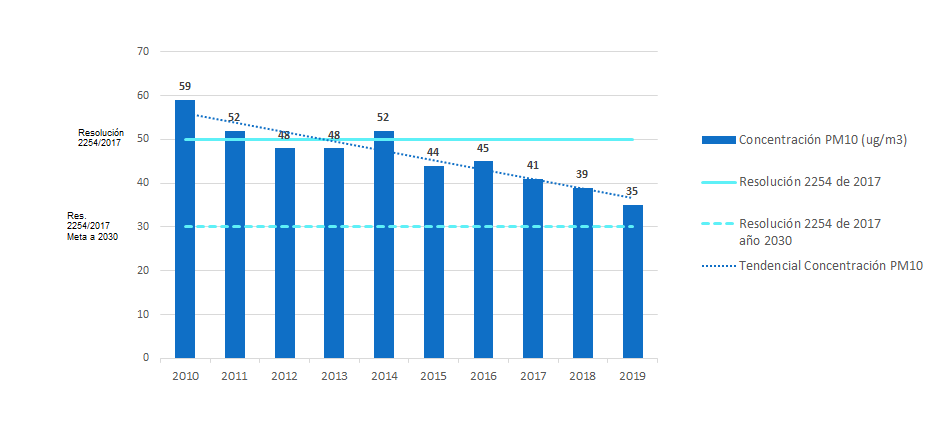 70
60
50
40
30
20
10
0
Resolución
2254/2017
Res.
2254/2017
Meta a 2030
59
52
48
48
52
44
45
41
39
35
2010 2011 2012 2013 2014 2015 2016 2017 2018 2019
Concentración PM10 (ug/m3)
Resolución 2254 de 2017
Resolución 2254 de 2017
año 2030
Tendencial Concentración PM10